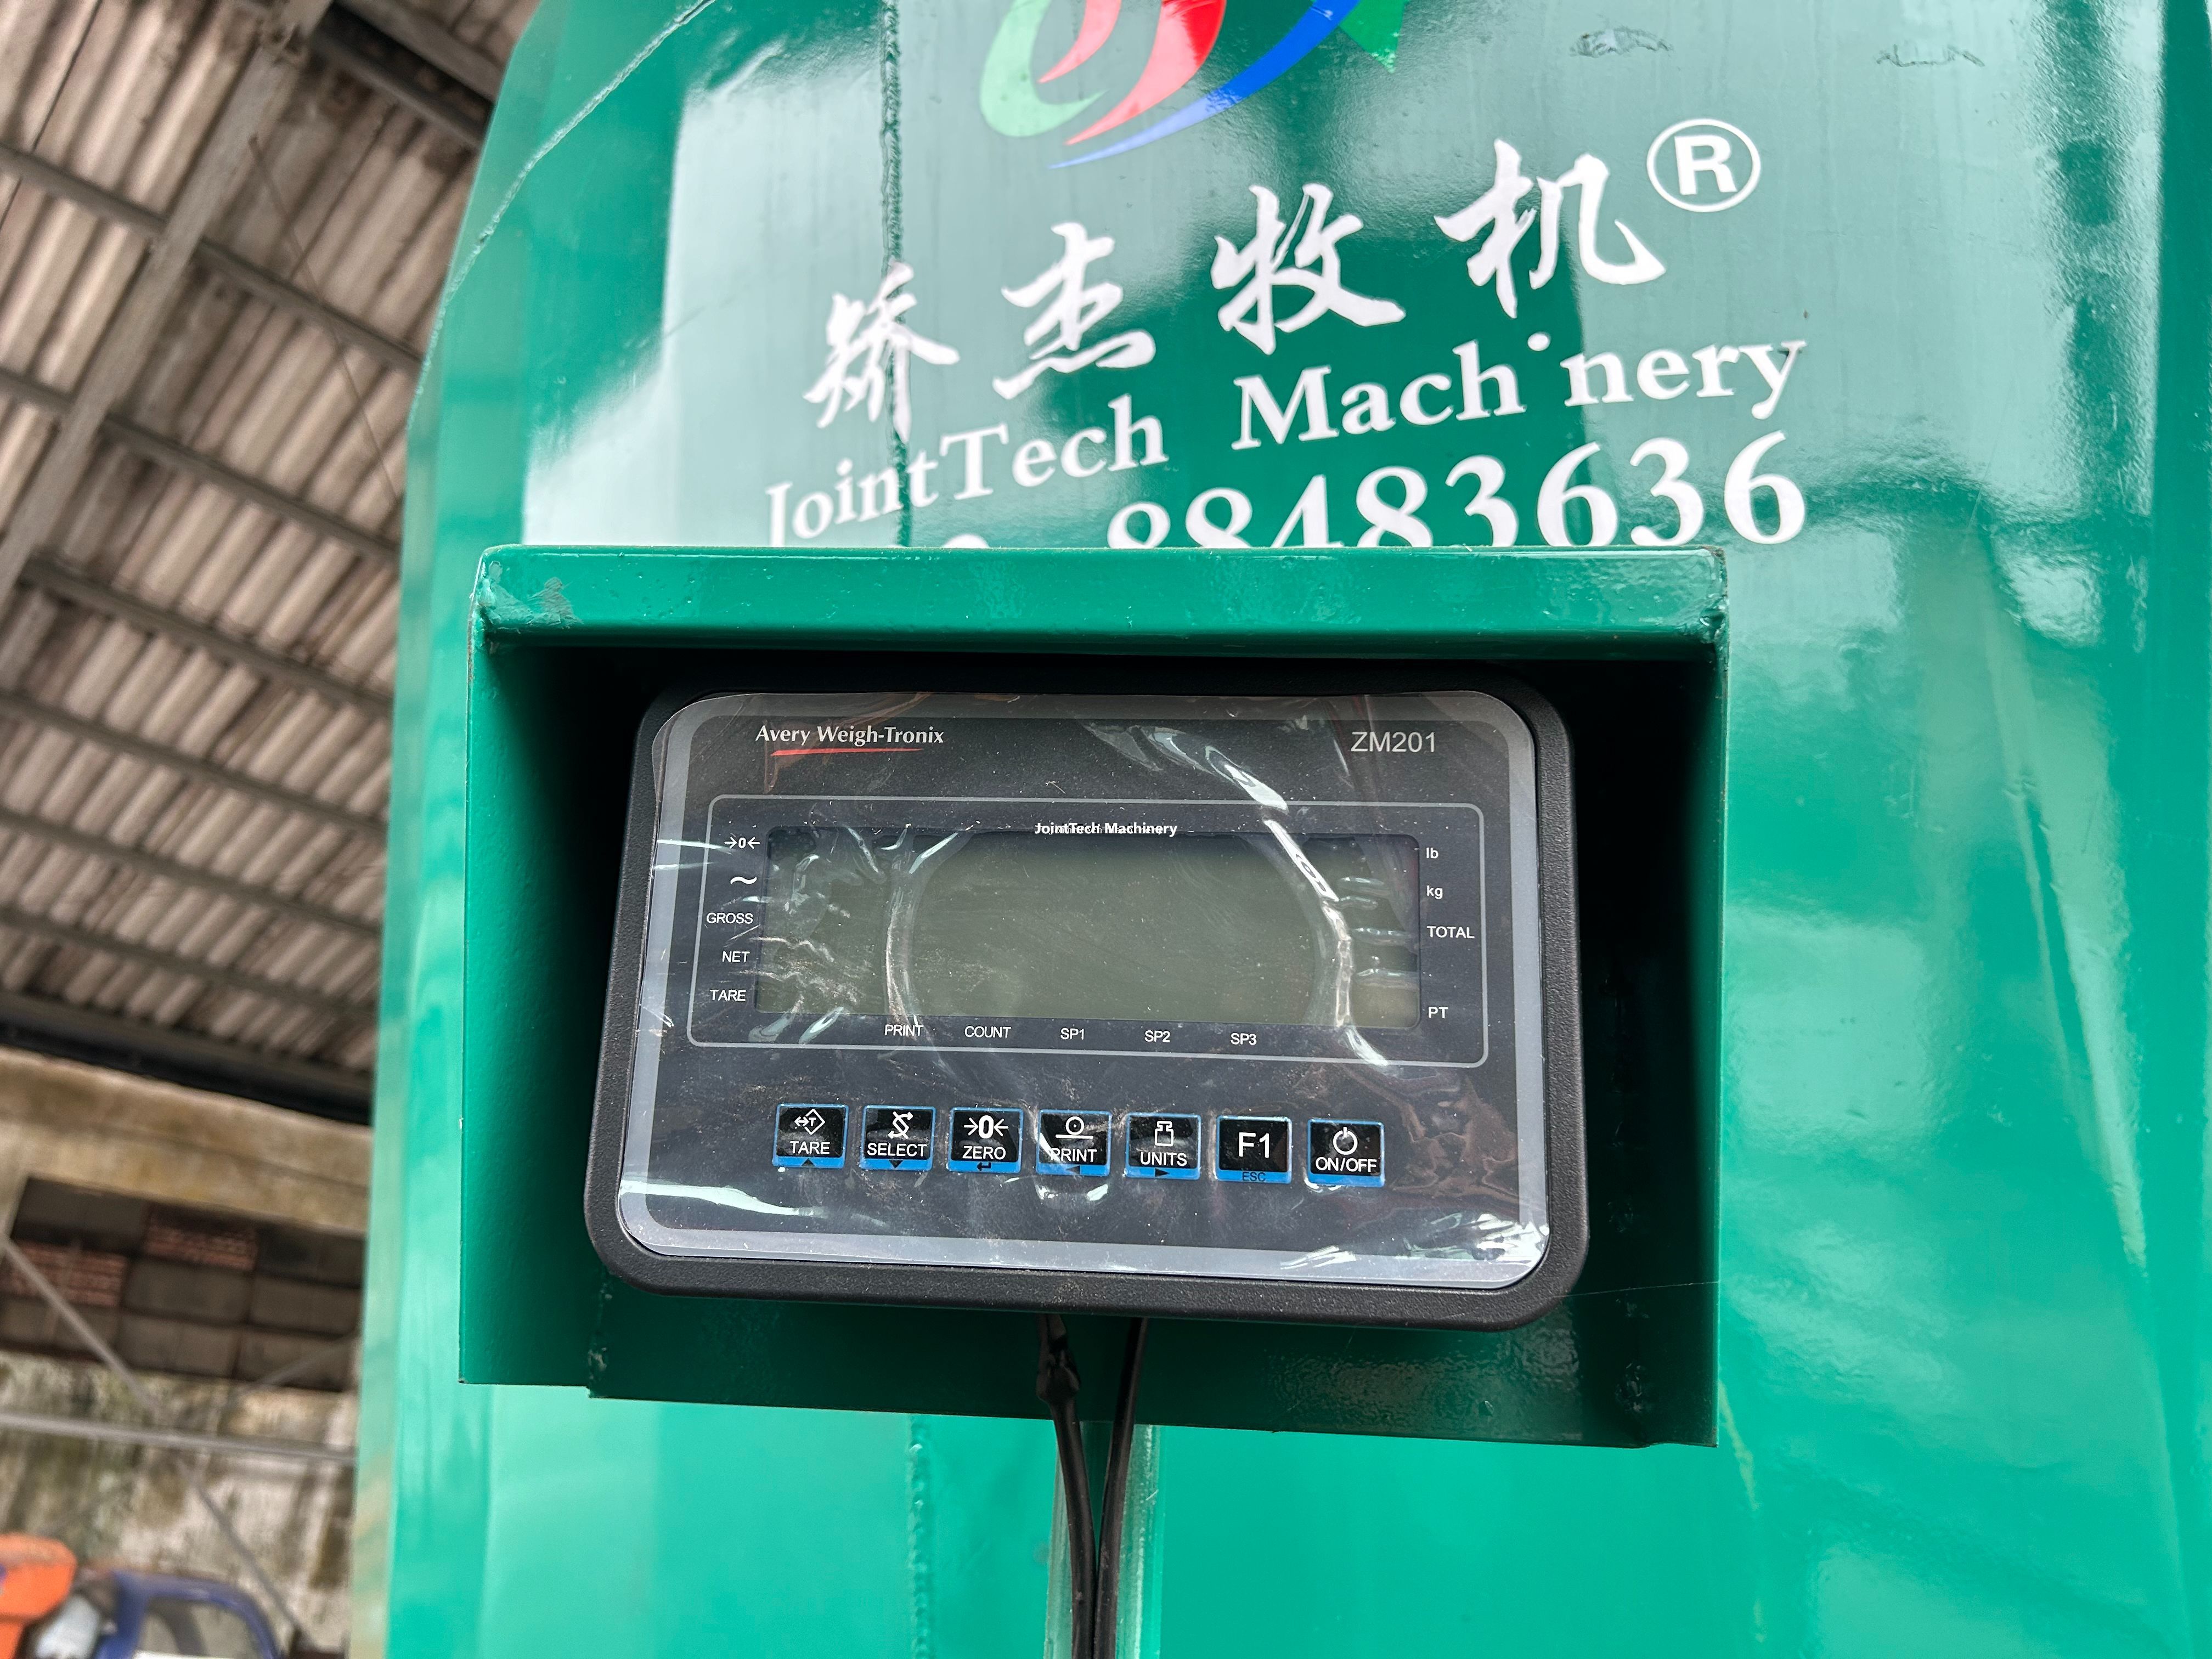 矫杰牧机®
JointTech Machinery
88483636
Avery Weigh-Tronix
ZM201
JointTech Machinery
→0←
~
GROSS
NET
TARE
lb
kg
TOTAL
PT
PRINT COUNT SP1 SP2 SP3
TARE SELECT →0← ZERO PRINT UNITS F1 ON/OFF
ESC